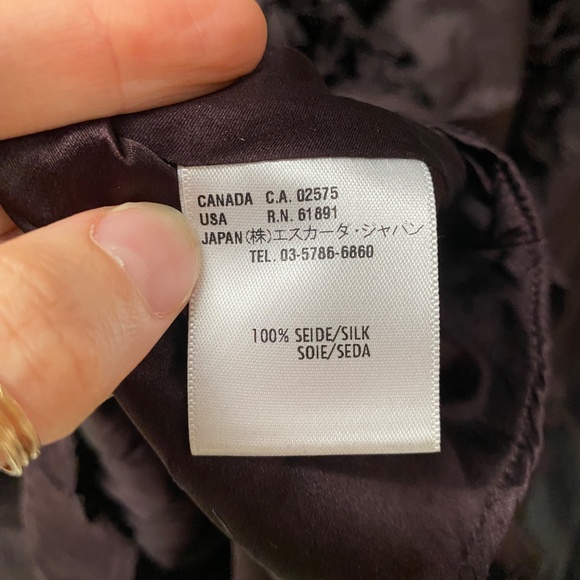 CANADA C.A. 02575
USA R.N. 61891
JAPAN (株)エスカーダ・ジャパン
TEL. 03-5786-6860
100% SEIDE/SILK
SOIE/SEDA